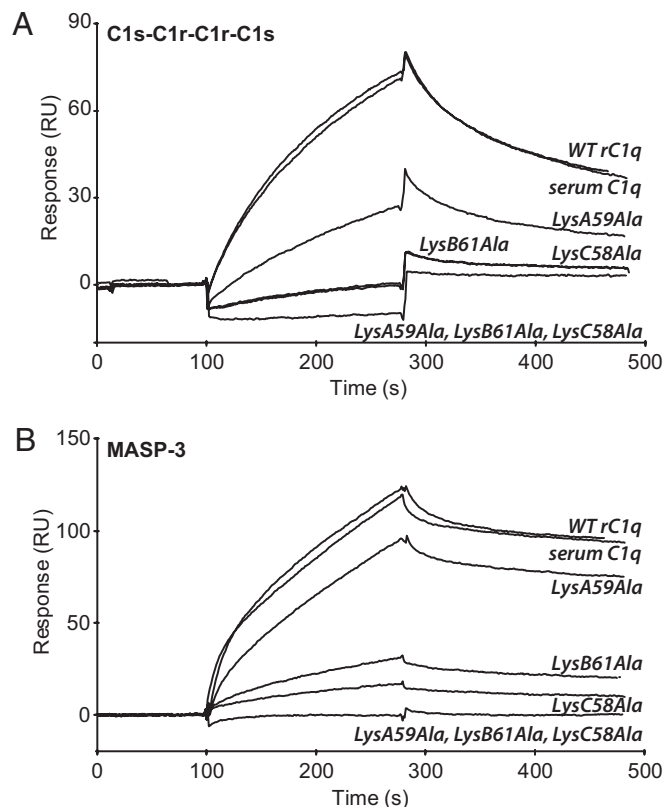 A
C1s-C1r-C1r-C1s
90
60
30
0
Response (RU)
WT rC1q
serum C1q
LysA59Ala
LysB61Ala
LysC58Ala
LysA59Ala, LysB61Ala, LysC58Ala
0 100 200 300 400 500
Time (s)
B
MASP-3
150
100
50
0
Response (RU)
WT rC1q
serum C1q
LysA59Ala
LysB61Ala
LysC58Ala
LysA59Ala, LysB61Ala, LysC58Ala
0 100 200 300 400 500
Time (s)